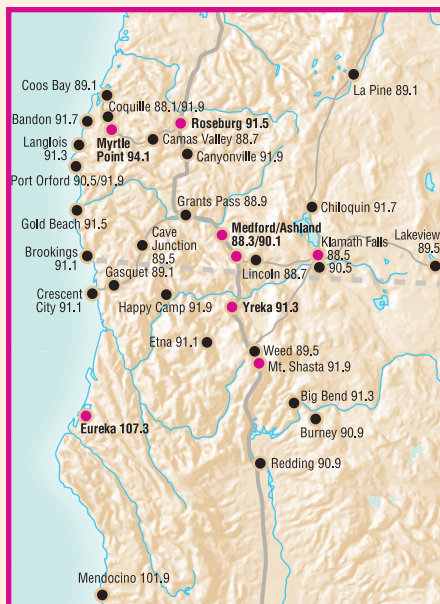 Coos Bay 89.1
La Pine 89.1
Coquille 88.1/91.9
Bandon 91.7
Roseburg 91.5
Langlois
91.3
Myrtle
Point 94.1
Camas Valley 88.7
Canyonville 91.9
Port Orford 90.5/91.9
Grants Pass 88.9
Chiloquin 91.7
Gold Beach 91.5
Medford/Ashland
88.3/90.1
Cave
Junction
89.5
Klamath Falls
88.5
90.5
Lakeview
89.5
Brookings
91.1
Lincoln 88.7
Gasquet 89.1
Crescent
City 91.1
Happy Camp 91.9
Yreka 91.3
Etna 91.1
Weed 89.5
Mt. Shasta 91.9
Big Bend 91.3
Burney 90.9
Eureka 107.3
Redding 90.9
Mendocino 101.9